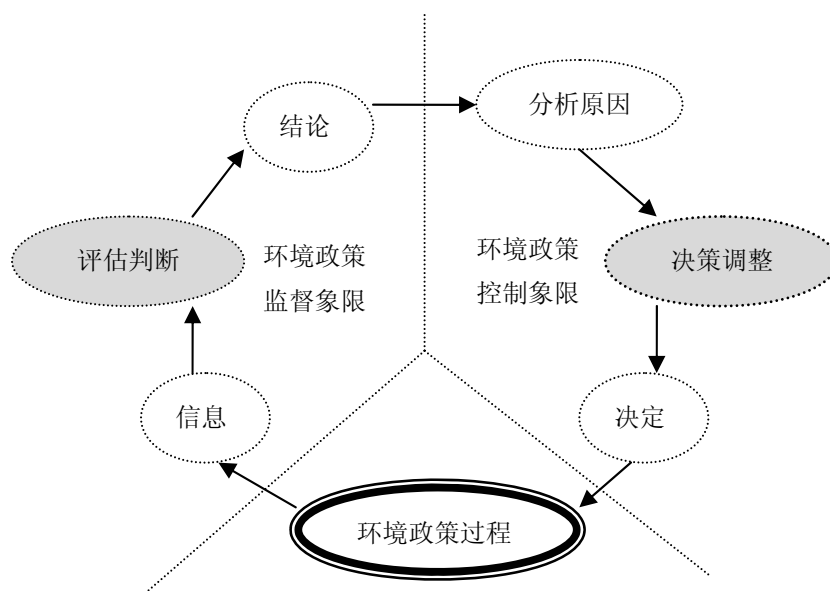 结论
分析原因
评估判断
环境政策
监督象限
环境政策
控制象限
决策调整
信息
决定
环境政策过程